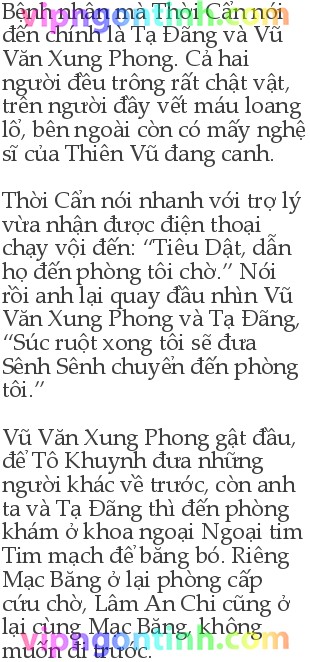 Bệnh nhân mà Thời Cẩn nói
đến chính là Tạ Đãng và Vũ
Văn Xung Phong. Cả hai
người đều trông rất chật vật,
trên người đầy vết máu loang
lổ, bên ngoài còn có mấy nghệ
sĩ của Thiên Vũ đang canh.
Thời Cẩn nói nhanh với trợ lý
vừa nhận được điện thoại
chạy vội đến: “Tiêu Dật, dẫn
họ đến phòng tôi chờ.” Nói
rồi anh lại quay đầu nhìn Vũ
Văn Xung Phong và Tạ Đãng,
“Súc ruột xong tôi sẽ đưa
Sênh Sênh chuyển đến phòng
tôi.”
Vũ Văn Xung Phong gật đầu,
để Tô Khuynh đưa những
người khác về trước, còn anh
ta và Tạ Đãng thì đến phòng
khám ở khoa ngoại Ngoại tim
Tim mạch để băng bó. Riêng
Mạc Băng ở lại phòng cấp
cứu chờ, Lâm An Chi cũng ở
lại cùng Mạc Băng, không
muốn đi trước.
vipngontinh.com
vipngontinh.com